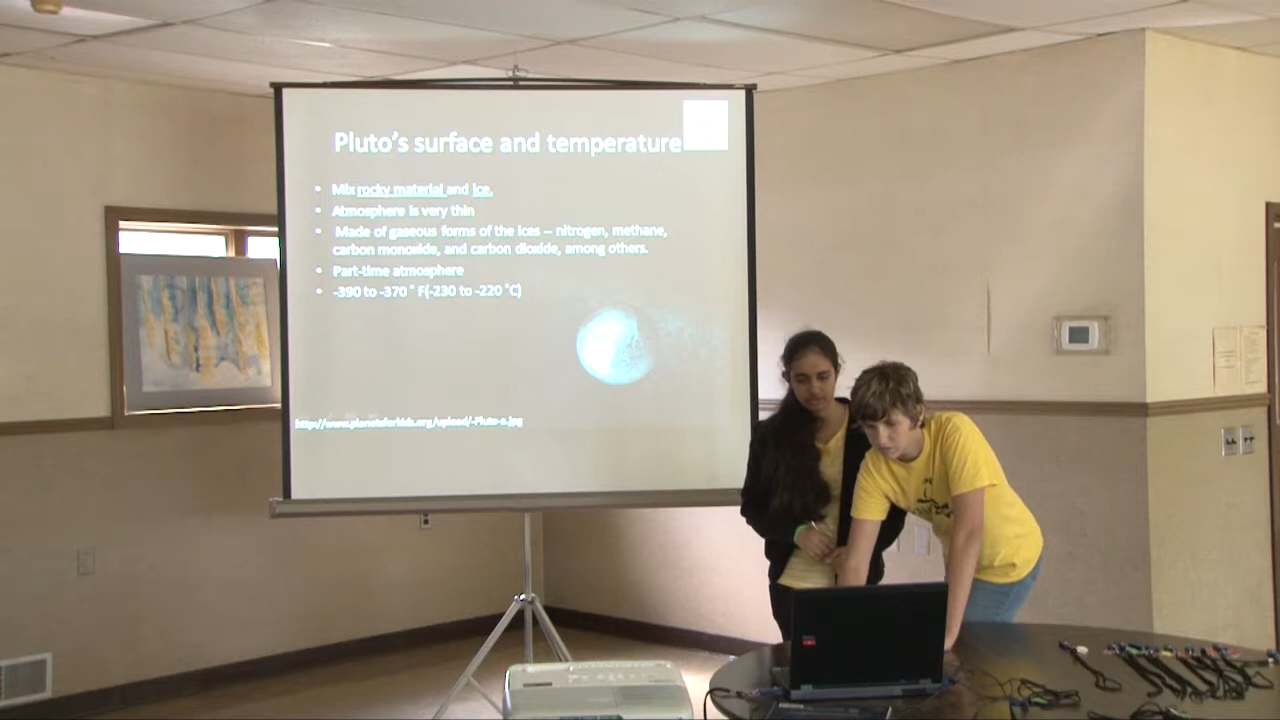 Pluto's surface and temperature
• Mix rocky material and ice.
• Atmosphere is very thin
• Made of gaseous forms of the ices – nitrogen, methane,
carbon monoxide, and carbon dioxide, among others.
• Part-time atmosphere
• -390 to -370 ° F(-230 to -220 °C)